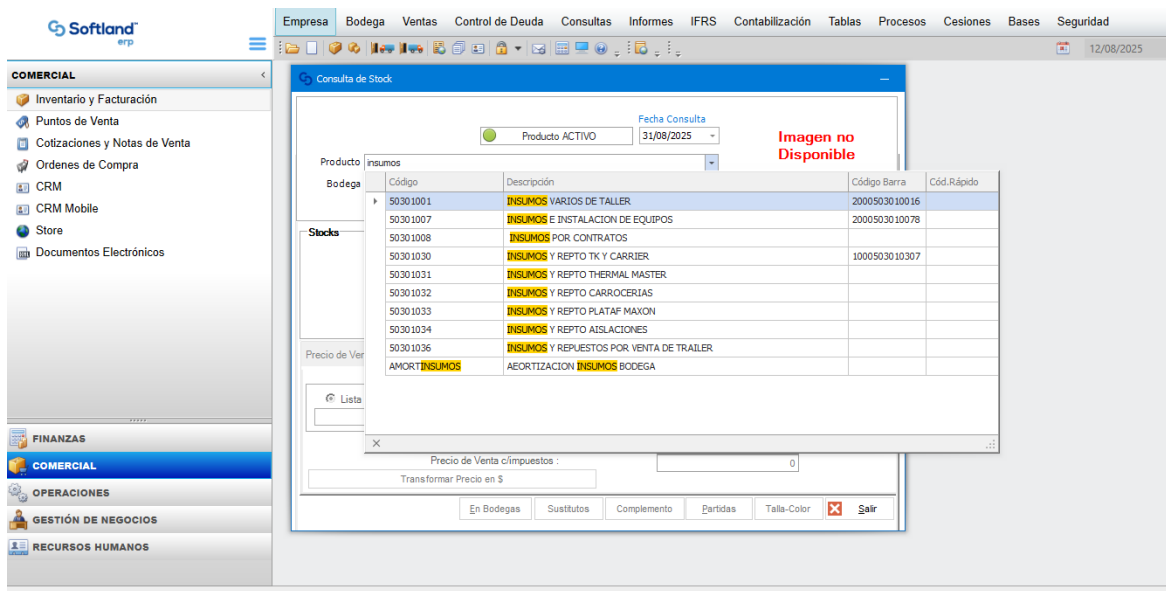 Softland
erp
Empresa Bodega Ventas Control de Deuda Consultas Informes IFRS Contabilización Tablas Procesos Cesiones Bases Seguridad
12/08/2025
COMERCIAL
Inventario y Facturación
Puntos de Venta
Cotizaciones y Notas de Venta
Ordenes de Compra
CRM
CRM Mobile
Store
Documentos Electrónicos
FINANZAS
COMERCIAL
OPERACIONES
GESTIÓN DE NEGOCIOS
RECURSOS HUMANOS
Consulta de Stock
Fecha Consulta
Producto ACTIVO 31/08/2025
Imagen no
Disponible
Producto insumos
Bodega
Código Descripción Código Barra Cód.Rápido
50301001 INSUMOS VARIOS DE TALLER 2000503010016
50301007 INSUMOS E INSTALACION DE EQUIPOS 2000503010078
50301008 INSUMOS POR CONTRATOS
50301030 INSUMOS Y REPTO TK Y CARRIER 1000503010307
50301031 INSUMOS Y REPTO THERMAL MASTER
50301032 INSUMOS Y REPTO CARROCERIAS
50301033 INSUMOS Y REPTO PLATAF MAXON
50301034 INSUMOS Y REPTO AISLACIONES
50301036 INSUMOS Y REPUESTOS POR VENTA DE TRAILER
AMORTINSUMOS AEORTIZACION INSUMOS BODEGA
Stocks
Precio de Ver
Lista
Precio de Venta c/impuestos : 0
Transformar Precio en $
En Bodegas Sustitutos Complemento Partidas Talla-Color Salir